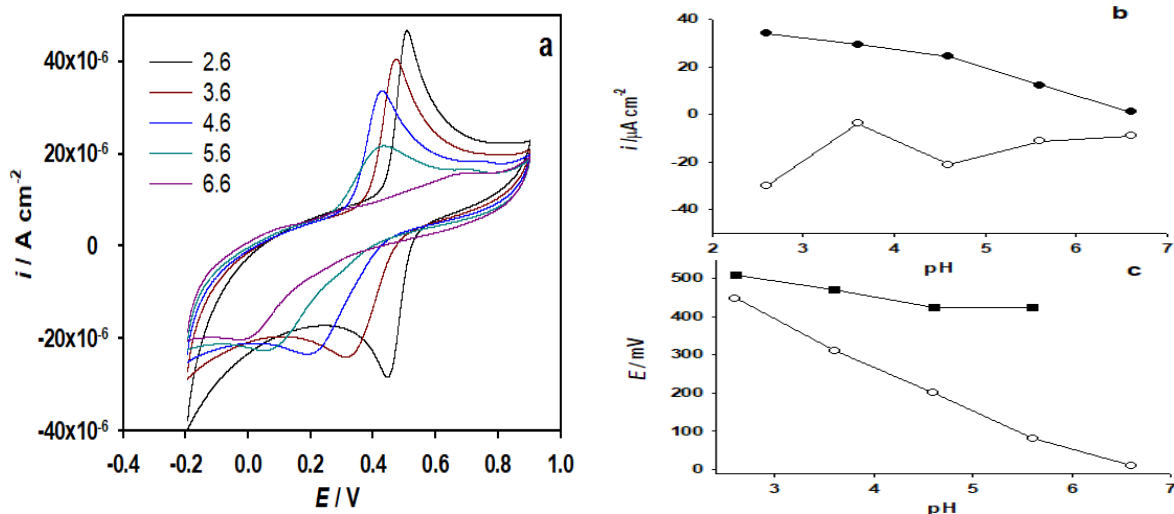 a
40x10-6
20x10-6
0
-20x10-6
-40x10-6
2.6
3.6
4.6
5.6
6.6
i / A cm-2
-0.4 -0.2 0.0 0.2 0.4 0.6 0.8 1.0
E / V
b
40
20
0
-20
-40
i /µA cm-2
2 3 4 5 6 7
pH
c
500
400
300
200
100
0
E / mV
3 4 5 6 7
pH